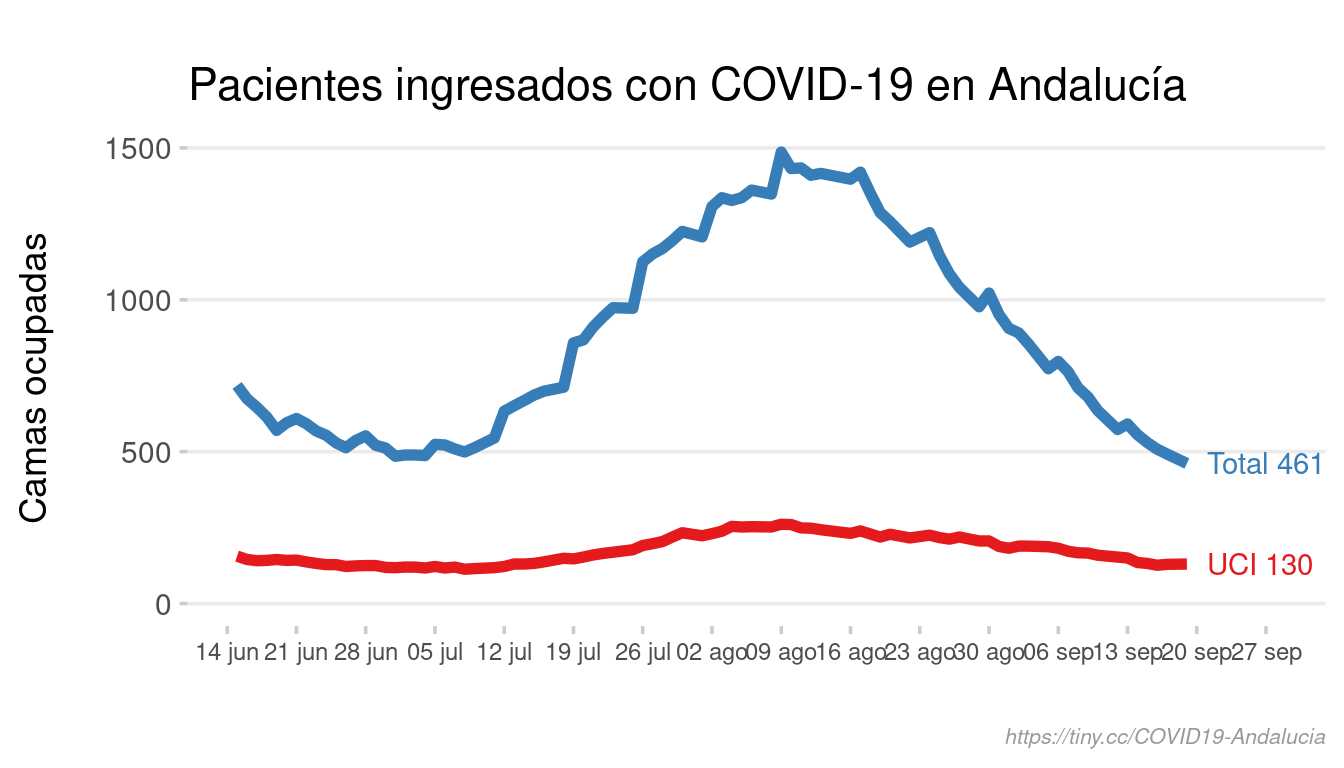 Pacientes ingresados con COVID-19 en Andalucía
Camas ocupadas
1500
1000
500
0
Total 461
UCI 130
14 jun 21 jun 28 jun 05 jul 12 jul 19 jul 26 jul 02 ago 09 ago 16 ago 23 ago 30 ago 06 sep 13 sep 20 sep 27 sep
https://tiny.cc/COVID19-Andalucia